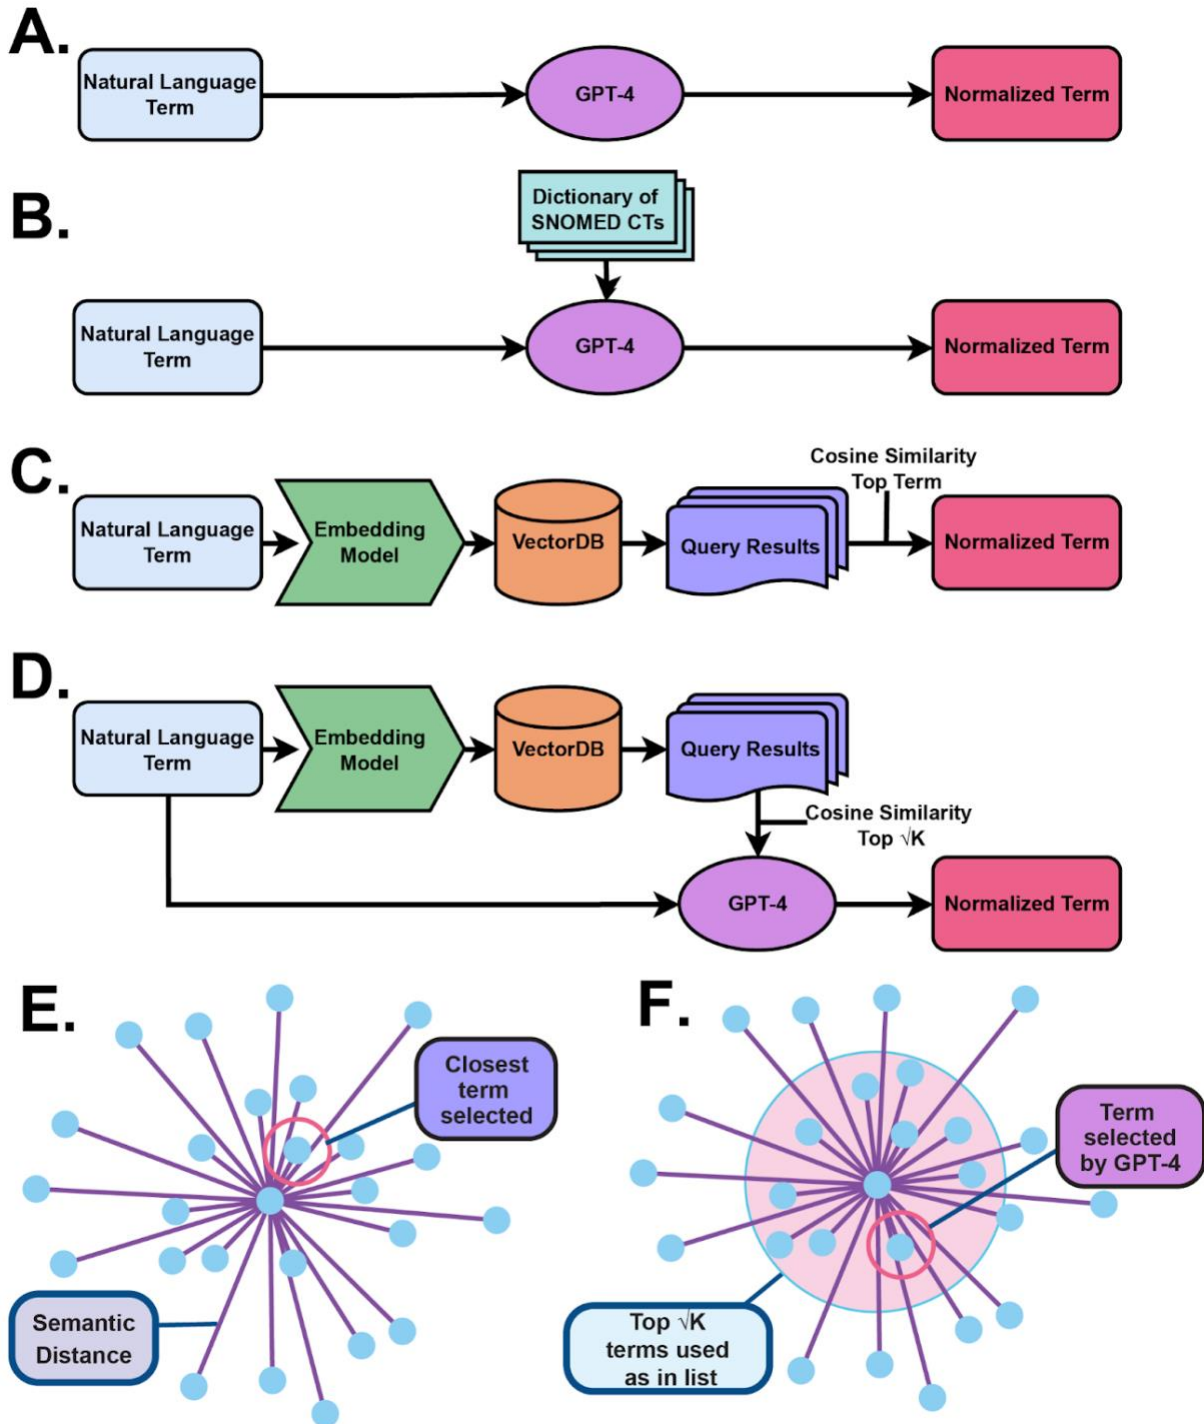 A.
Natural Language
Term
GPT-4
Normalized Term
B.
Dictionary of
SNOMED CTs
Natural Language
Term
GPT-4
Normalized Term
C.
Natural Language
Term
Embedding
Model
VectorDB
Query Results
Cosine Similarity
Top Term
Normalized Term
D.
Natural Language
Term
Embedding
Model
VectorDB
Query Results
Cosine Similarity
Top √K
GPT-4
Normalized Term
E.
Closest
term
selected
Semantic
Distance
F.
Term
selected
by GPT-4
Top √K
terms used
as in list